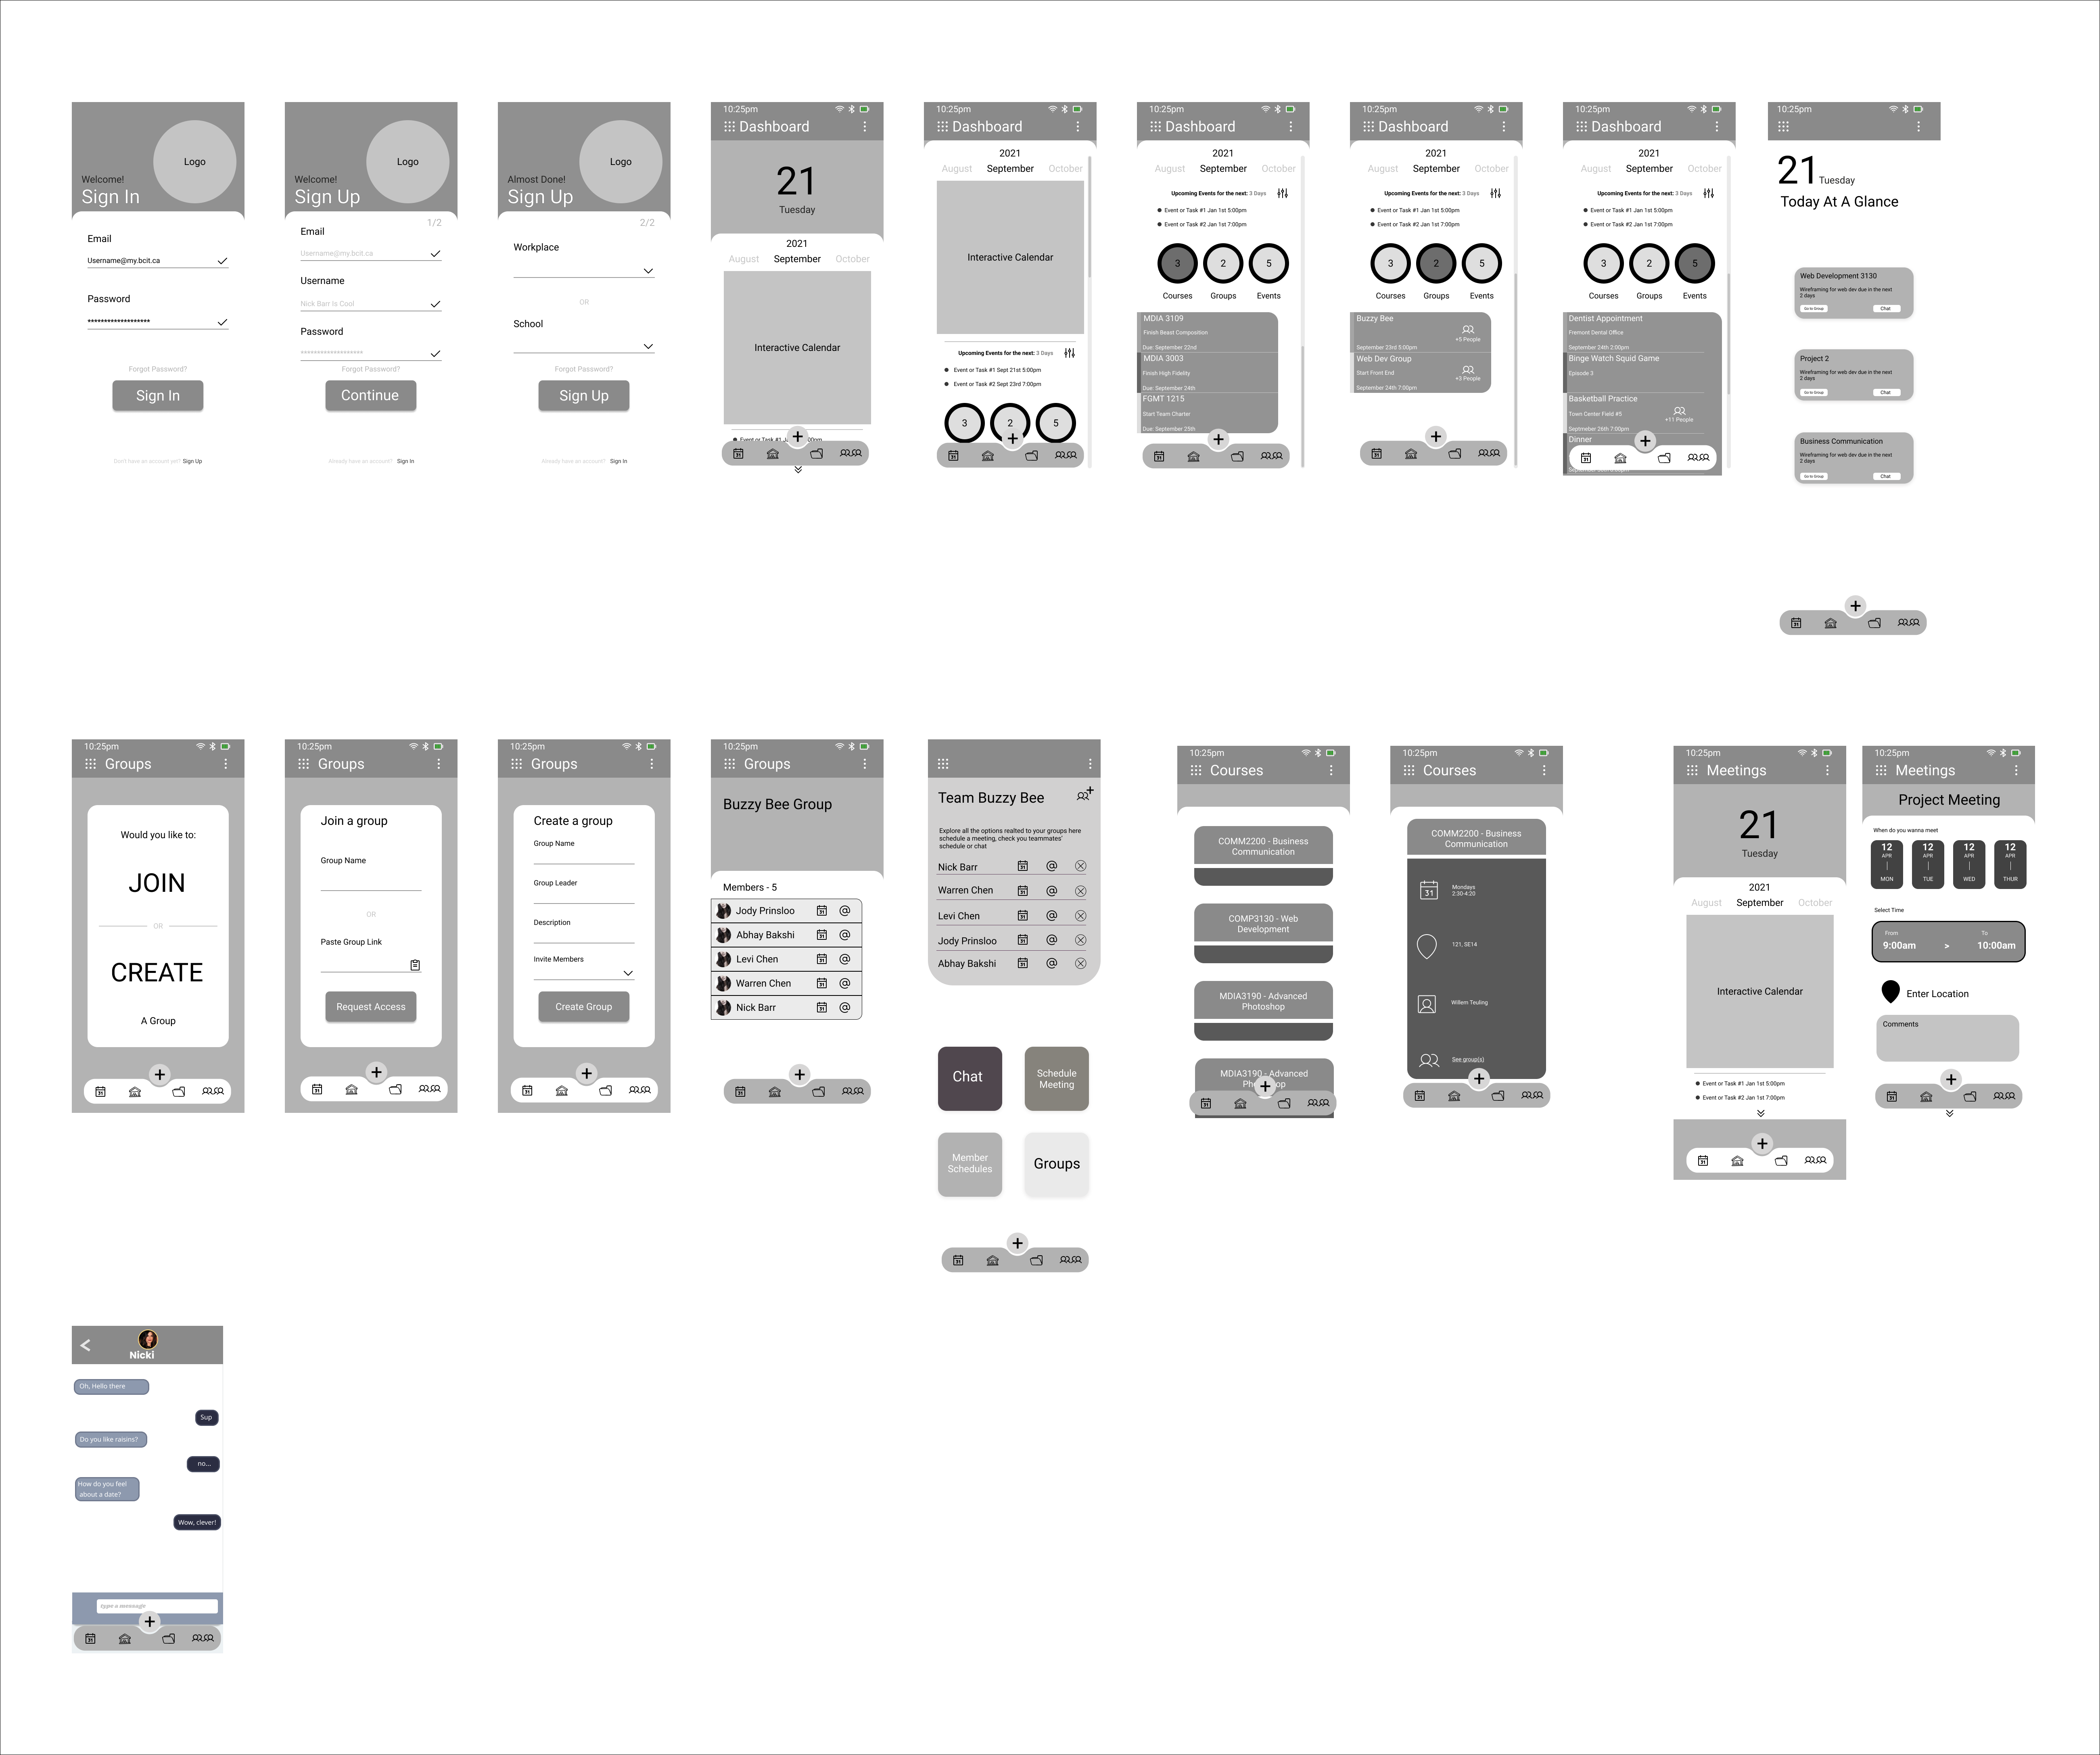 Logo
Welcome!
Sign In
Email
Username@my.bcit.ca
Password
*******************
Forgot Password?
Sign In
Don't have an account yet? Sign Up
Logo
Welcome!
Sign Up
1/2
Email
Username@my.bcit.ca
Username
Nick Barr Is Cool
Password
*******************
Forgot Password?
Continue
Already have an account? Sign In
Logo
Almost Done!
Sign Up
2/2
Workplace
OR
School
Sign Up
Already have an account? Sign In
10:25pm
Dashboard
21
Tuesday
2021
August September October
Interactive Calendar
Event or Task #1
31
10:25pm
Dashboard
2021
August September October
Interactive Calendar
Upcoming Events for the next: 3 Days
Event or Task #1 Sept 21st 5:00pm
Event or Task #2 Sept 23rd 7:00pm
3 2 5
31
10:25pm
Dashboard
2021
August September October
Upcoming Events for the next: 3 Days
Event or Task #1 Jan 1st 5:00pm
Event or Task #2 Jan 1st 7:00pm
3 2 5
Courses Groups Events
MDIA 3109
Finish Beast Composition
Due: September 22nd
MDIA 3003
Finish High Fidelity
Due: September 24th
FGMT 1215
Start Team Charter
Due: September 25th
31
10:25pm
Dashboard
2021
August September October
Upcoming Events for the next: 3 Days
Event or Task #1 Jan 1st 5:00pm
Event or Task #2 Jan 1st 7:00pm
3 2 5
Courses Groups Events
Buzzy Bee
+5 People
September 23rd 5:00pm
Web Dev Group
Start Front End
+3 People
September 24th 7:00pm
31
10:25pm
Dashboard
2021
August September October
Upcoming Events for the next: 3 Days
Event or Task #1 Jan 1st 5:00pm
Event or Task #2 Jan 1st 7:00pm
3 2 5
Courses Groups Events
Dentist Appointment
Fremont Dental Office
September 24th 2:00pm
Binge Watch Squid Game
Episode 3
Basketball Practice
Town Center Field #5
+11 People
Septmeber 26th 7:00pm
Dinner
31
10:25pm
21 Tuesday
Today At A Glance
Web Development 3130
Wireframing for web dev due in the next
2 days
Go to Group Chat
Project 2
Wireframing for web dev due in the next
2 days
Go to Group Chat
Business Communication
Wireframing for web dev due in the next
2 days
Go to Group Chat
31
10:25pm
Groups
Would you like to:
JOIN
OR
CREATE
A Group
31
10:25pm
Groups
Join a group
Group Name
OR
Paste Group Link
Request Access
31
10:25pm
Groups
Create a group
Group Name
Group Leader
Description
Invite Members
Create Group
31
10:25pm
Groups
Buzzy Bee Group
Members - 5
Jody Prinsloo 31 @
Abhay Bakshi 31 @
Levi Chen 31 @
Warren Chen 31 @
Nick Barr 31 @
31
Team Buzzy Bee
Explore all the options realted to your groups here
schedule a meeting, check you teammates'
schedule or chat
Nick Barr 31 @
Warren Chen 31 @
Levi Chen 31 @
Jody Prinsloo 31 @
Abhay Bakshi 31 @
Chat
Schedule
Meeting
Member
Schedules
Groups
31
10:25pm
Courses
COMM2200 - Business
Communication
COMP3130 - Web
Development
MDIA3190 - Advanced
Photoshop
MDIA3190 - Advanced
31
10:25pm
Courses
COMM2200 - Business
Communication
31
Mondays
2:30-4:20
121, SE14
Willem Teuling
See group(s)
31
10:25pm
Meetings
21
Tuesday
2021
August September October
Interactive Calendar
Event or Task #1 Jan 1st 5:00pm
Event or Task #2 Jan 1st 7:00pm
31
10:25pm
Meetings
Project Meeting
When do you wanna meet
12 12 12 12
APR APR APR APR
MON TUE WED THUR
Select Time
From To
9:00am > 10:00am
Enter Location
Comments
31
Nicki
Oh, Hello there
Sup
Do you like raisins?
no...
How do you feel
about a date?
Wow, clever!
type a message
31